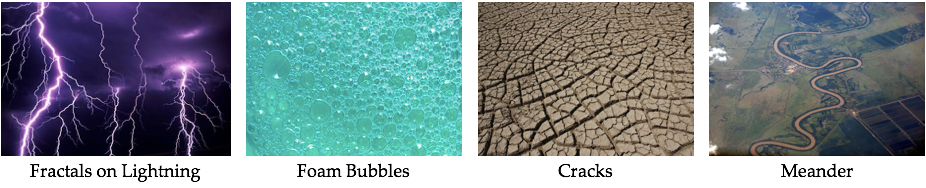 Fractals on Lightning
Foam Bubbles
Cracks
Meander